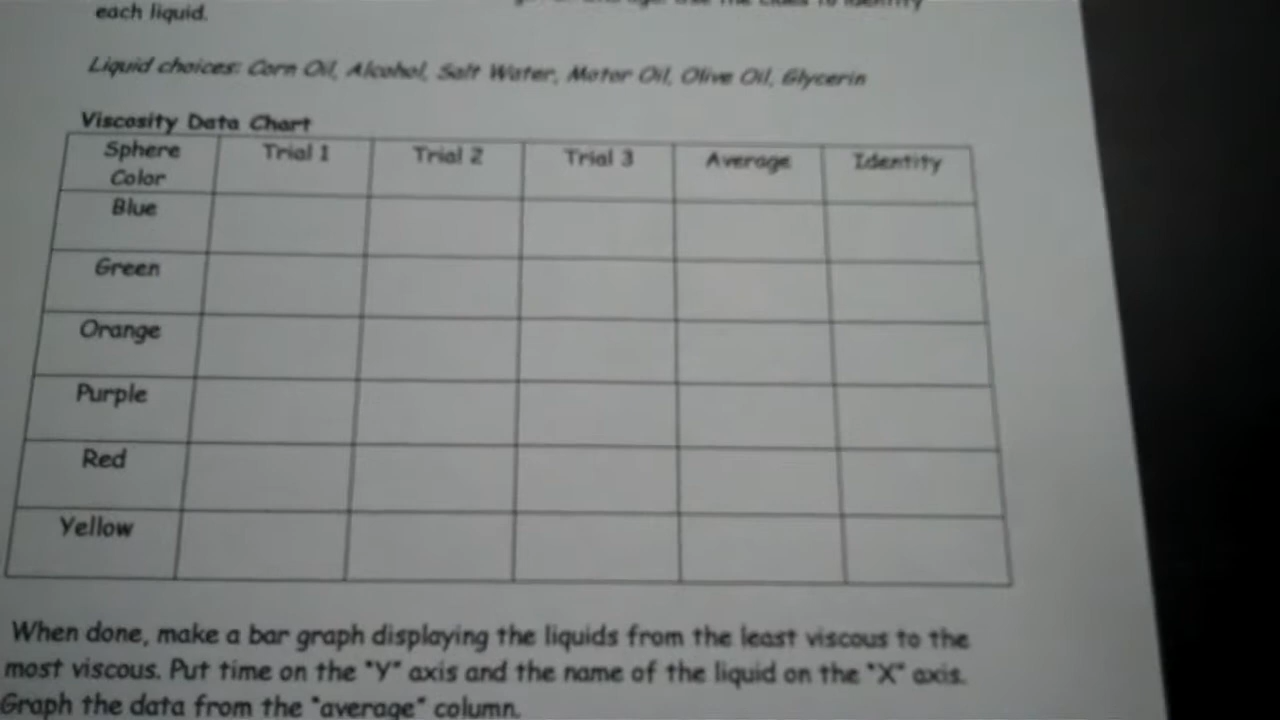 to identify
each liquid.
Liquid choices: Corn Oil, Alcohol, Salt Water, Motor Oil, Olive Oil, Glycerin
Viscosity Data Chart
Sphere Color Trial 1 Trial 2 Trial 3 Average Identity
Blue
Green
Orange
Purple
Red
Yellow
When done, make a bar graph displaying the liquids from the least viscous to the
most viscous. Put time on the "Y" axis and the name of the liquid on the "X" axis.
Graph the data from the "average" column.